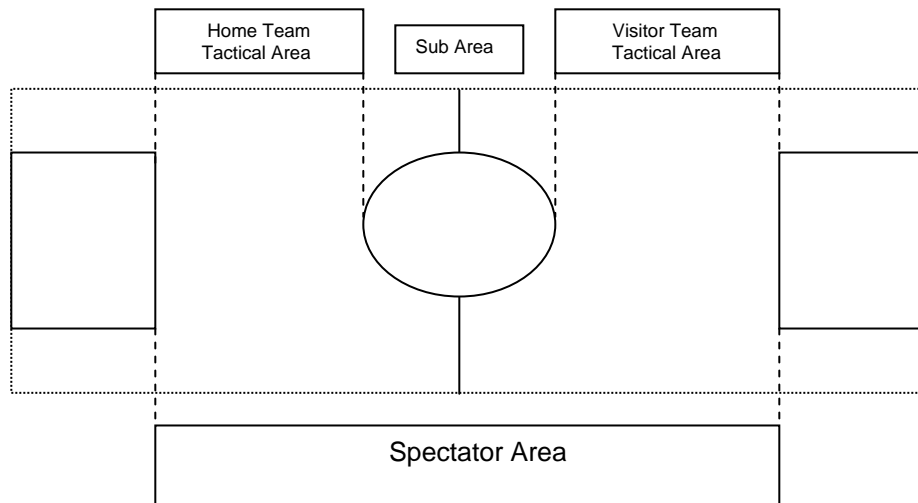 Home Team
Tactical Area
Sub Area
Visitor Team
Tactical Area
Spectator Area